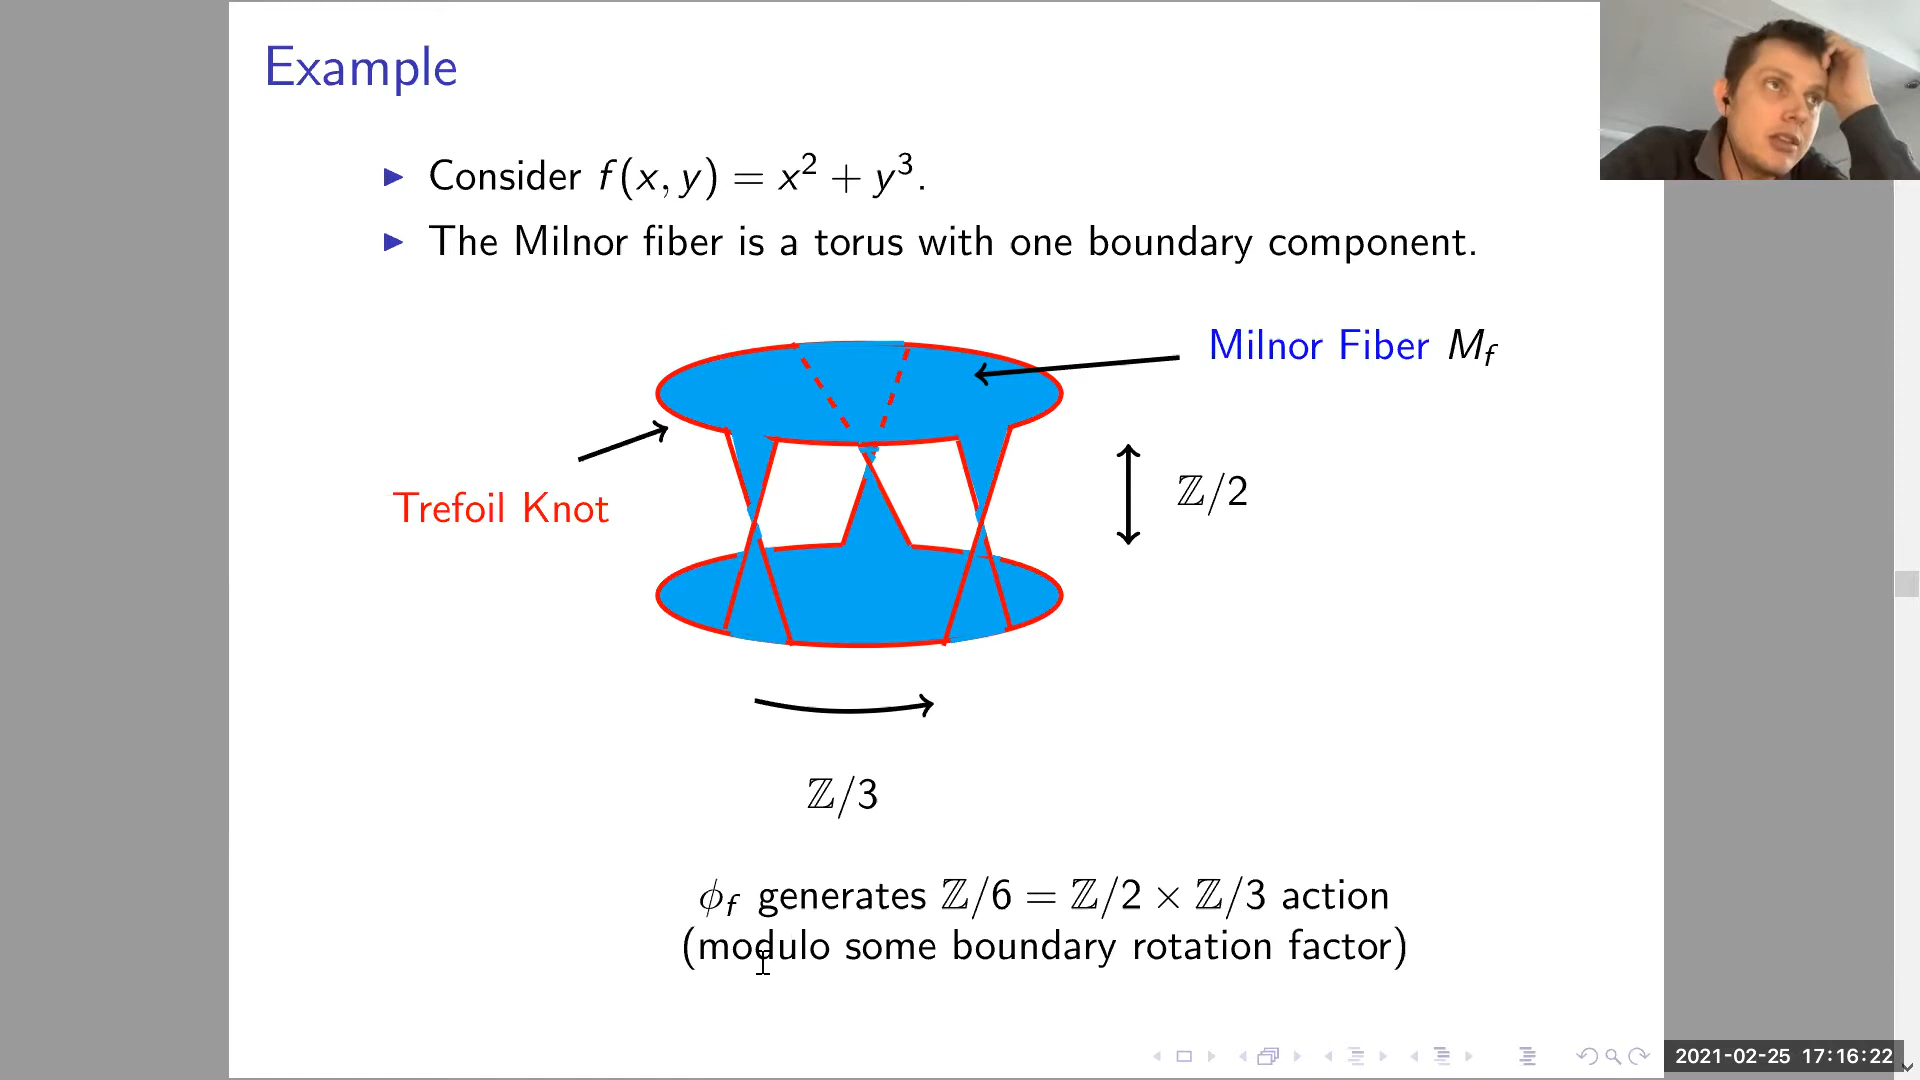 Example
▶ Consider f(x, y) = x² + y³.
▶ The Milnor fiber is a torus with one boundary component.
Milnor Fiber M_f
Trefoil Knot
ℤ/2
ℤ/3
ϕ_f generates ℤ/6 = ℤ/2 × ℤ/3 action
(modulo some boundary rotation factor)
2021-02-25 17:16:22